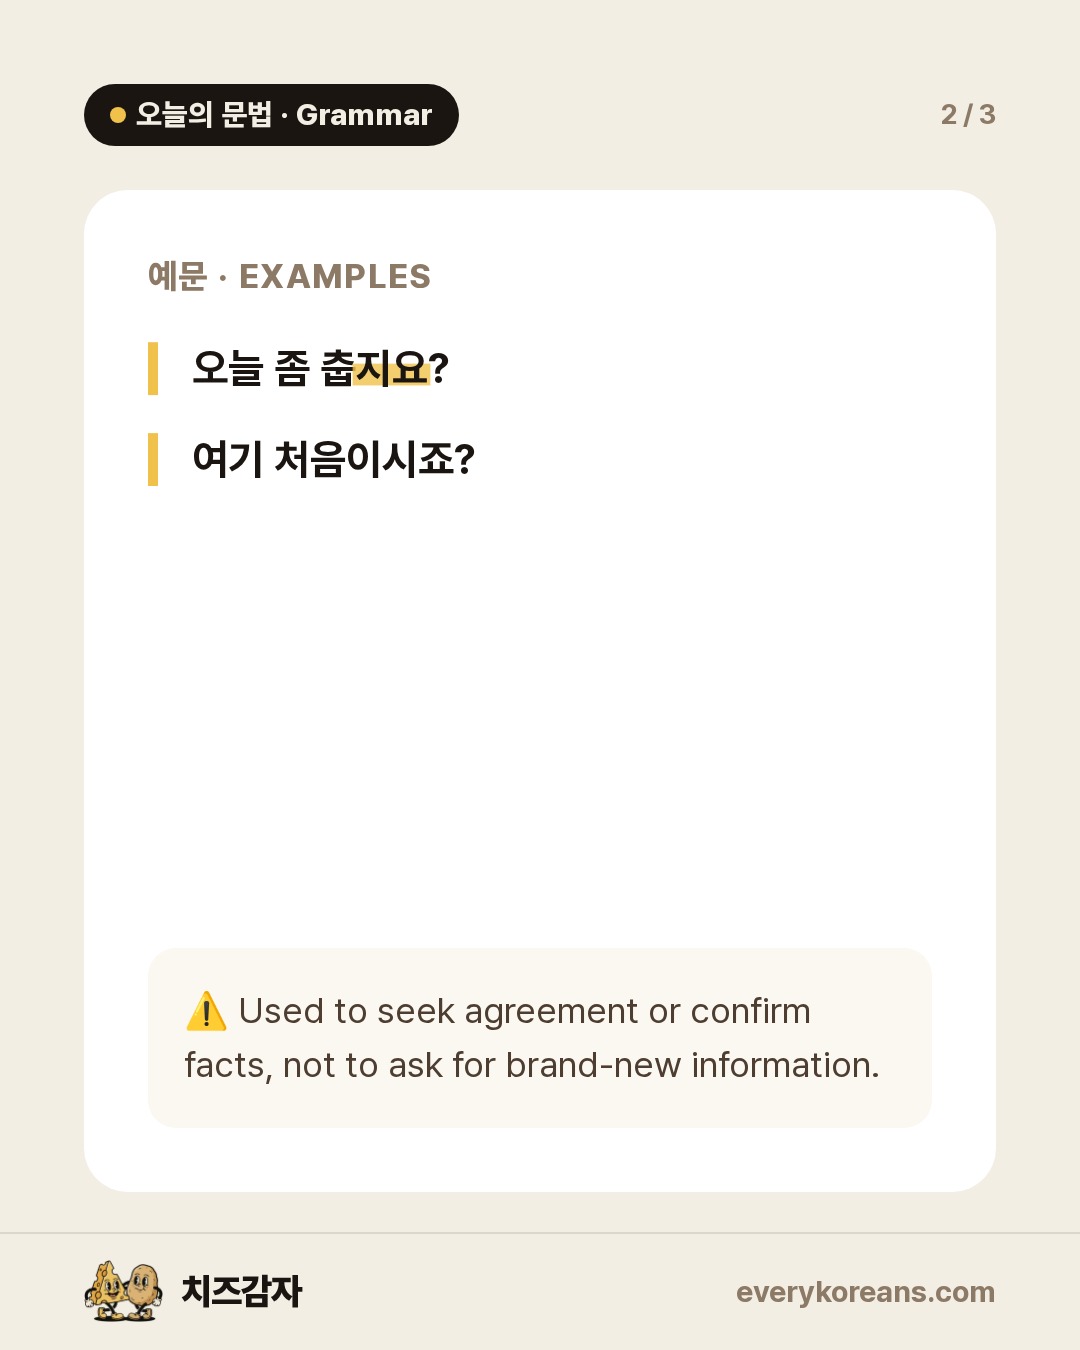 오늘의 문법 · Grammar
2 / 3
예문 · EXAMPLES
오늘 좀 춥지요?
여기 처음이시죠?
⚠️ Used to seek agreement or confirm
facts, not to ask for brand-new information.
치즈감자
everykoreans.com